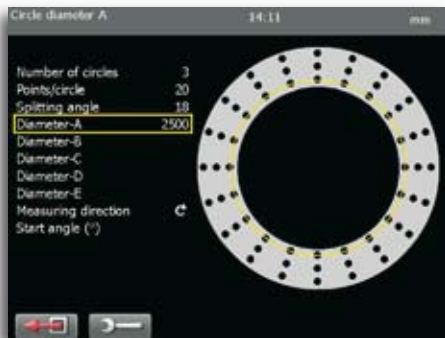 Circle diameter A 14:11 mm
Number of circles 3
Points/circle 20
Splitting angle 18
Diameter-A 2500
Diameter-B
Diameter-C
Diameter-D
Diameter-E
Measuring direction
Start angle (°)